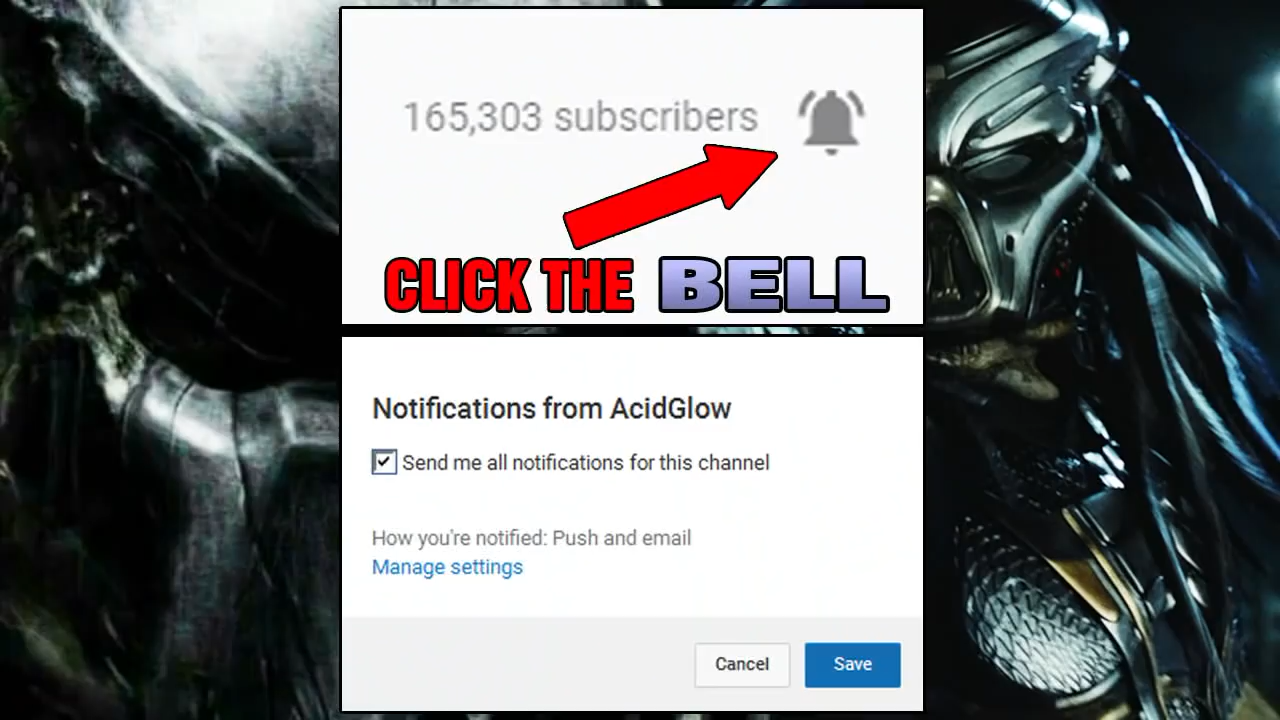 165,303 subscribers
CLICK THE BELL
Notifications from AcidGlow
Send me all notifications for this channel
How you're notified: Push and email
Manage settings
Cancel
Save